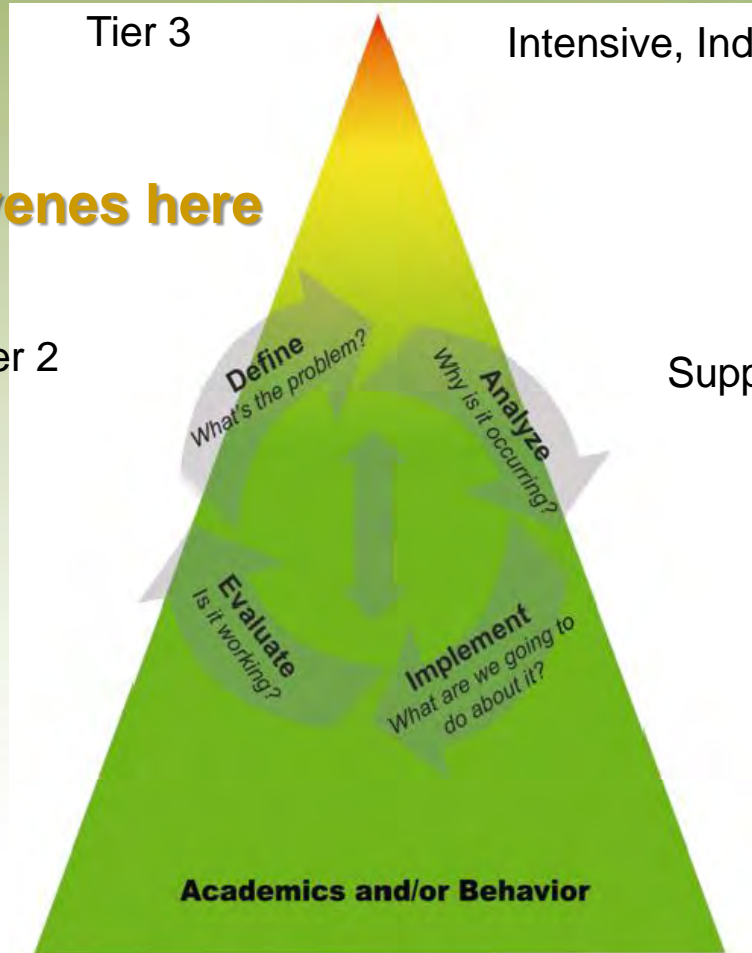 Tier 3
Intensive, Ind
venes here
er 2
Supp
Define
What's the problem?
Analyze
Why is it occurring?
Evaluate
Is it working?
Implement
What are we going to
do about it?
Academics and/or Behavior